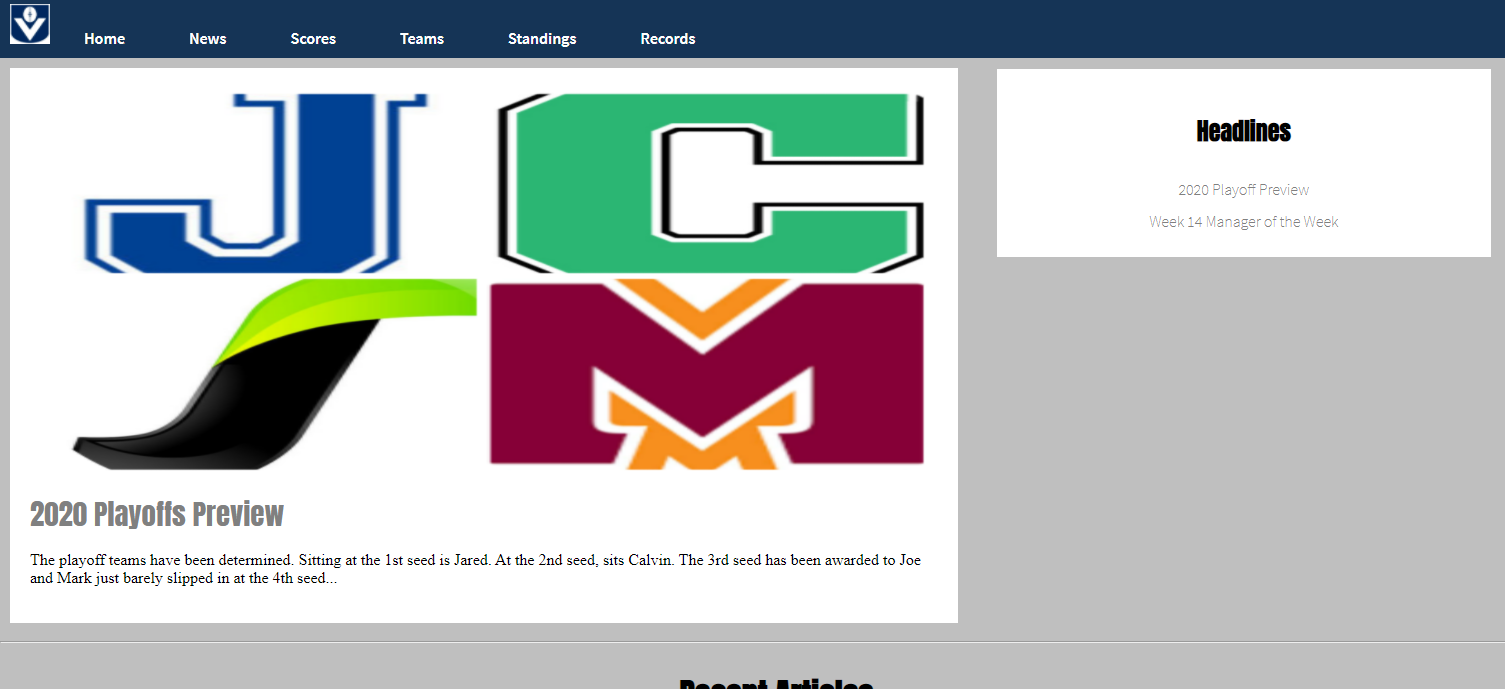 Home News Scores Teams Standings Records
J C
J M
2020 Playoffs Preview
The playoff teams have been determined. Sitting at the 1st seed is Jared. At the 2nd seed, sits Calvin. The 3rd seed has been awarded to Joe
and Mark just barely slipped in at the 4th seed...
Headlines
2020 Playoff Preview
Week 14 Manager of the Week
Recent Articles